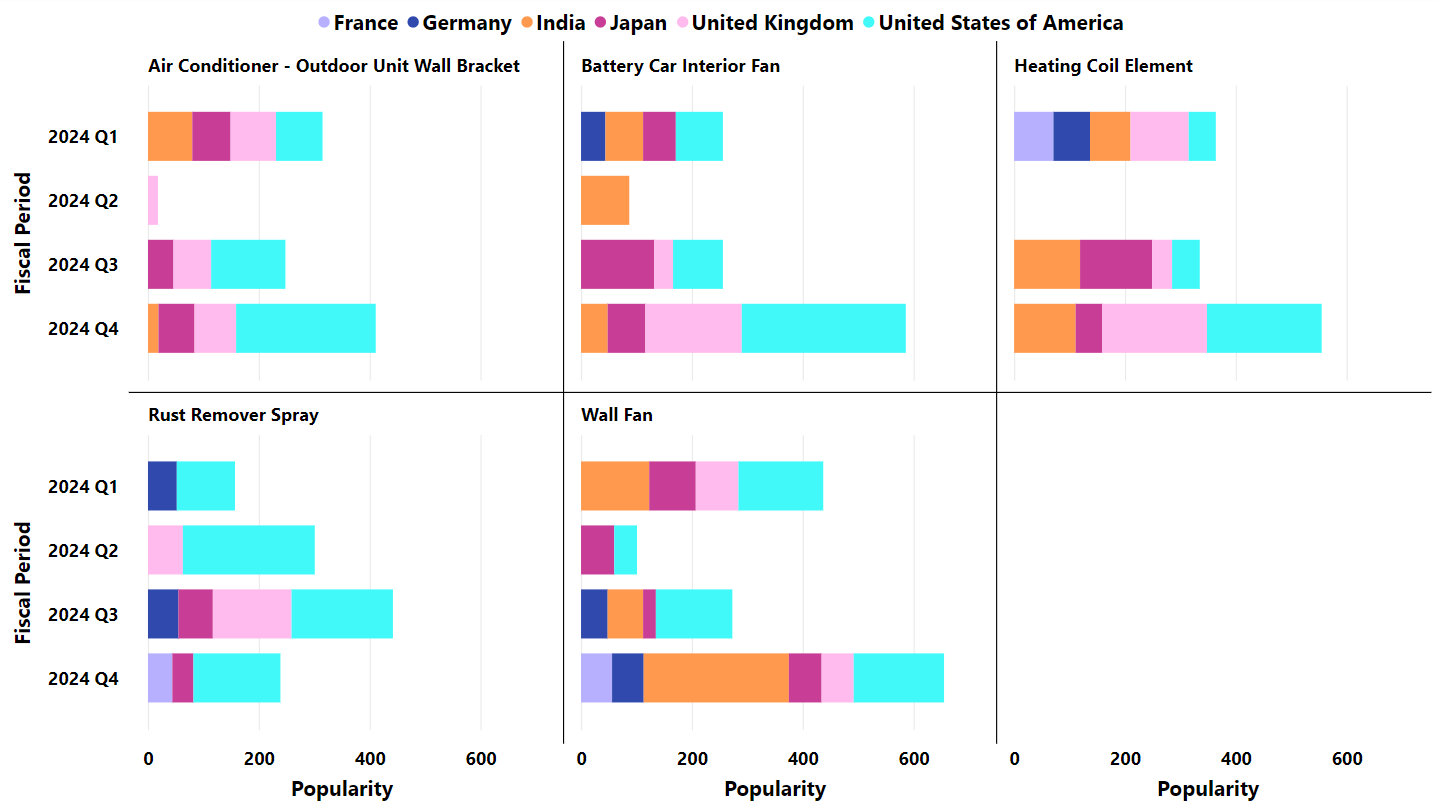 France Germany India Japan United Kingdom United States of America
Air Conditioner - Outdoor Unit Wall Bracket
Battery Car Interior Fan
Heating Coil Element
Fiscal Period
2024 Q1
2024 Q2
2024 Q3
2024 Q4
Rust Remover Spray
Wall Fan
Fiscal Period
2024 Q1
2024 Q2
2024 Q3
2024 Q4
0 200 400 600
0 200 400 600
0 200 400 600
Popularity
Popularity
Popularity